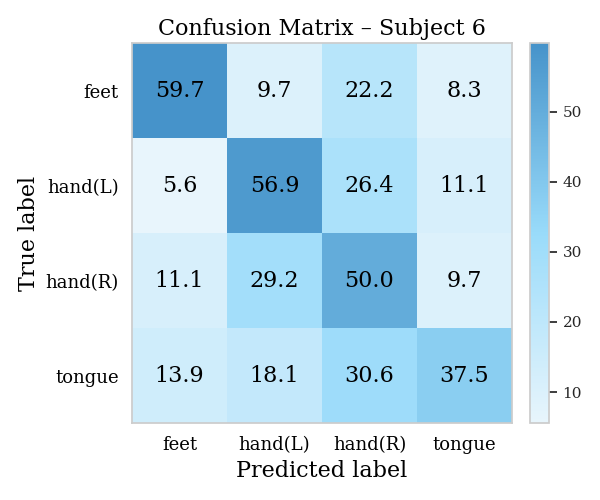 Confusion Matrix – Subject 6
feet 59.7 9.7 22.2 8.3
hand(L) 5.6 56.9 26.4 11.1
hand(R) 11.1 29.2 50.0 9.7
tongue 13.9 18.1 30.6 37.5
feet hand(L) hand(R) tongue
Predicted label
True label
50
40
30
20
10